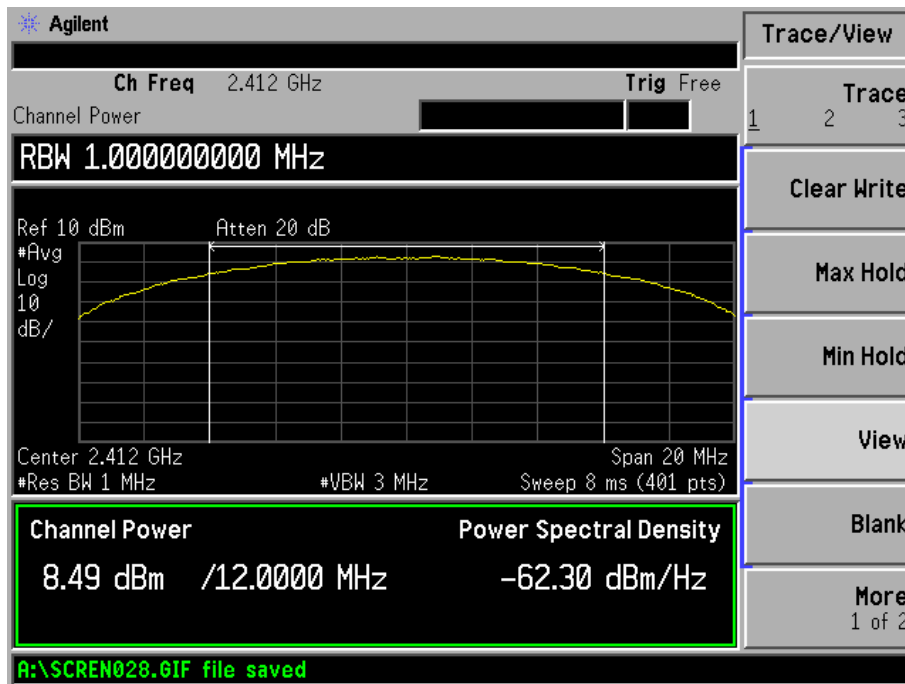 Agilent
Trace/View
Ch Freq 2.412 GHz Trig Free
Channel Power
Trace
1 2 3
RBW 1.000000000 MHz
Clear Write
Ref 10 dBm Atten 20 dB
#Avg
Log
10
dB/
Max Hold
Min Hold
View
Center 2.412 GHz Span 20 MHz
#Res BW 1 MHz #VBW 3 MHz Sweep 8 ms (401 pts)
Channel Power Power Spectral Density
Blank
8.49 dBm /12.0000 MHz -62.30 dBm/Hz
More
1 of 2
A:\SCREN028.GIF file saved